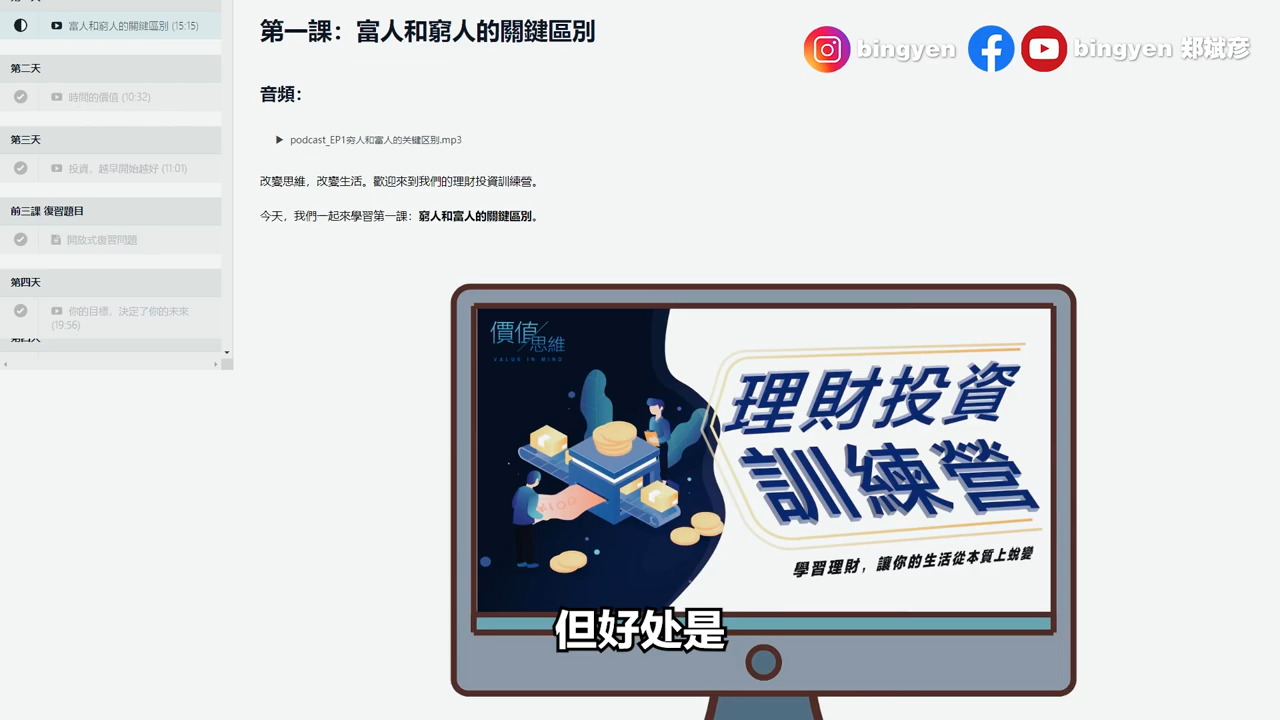 富人和窮人的關鍵區別 (15:15)
第二天
時間的價值 (10:32)
第三天
投資，越早開始越好 (11:01)
前三課 復習題目
開放式復習問題
第四天
你的目標，決定了你的未來
(19:56)
第一課：富人和窮人的關鍵區別
bingyen
bingyen 郑斌彦
音頻：
podcast_EP1穷人和富人的关键区别.mp3
改變思維，改變生活。歡迎來到我們的理財投資訓練營。
今天，我們一起來學習第一課：窮人和富人的關鍵區別。
價值思維
VALUE IN MIND
理財投資
訓練營
學習理財，讓你的生活從本質上蛻變
但好处是